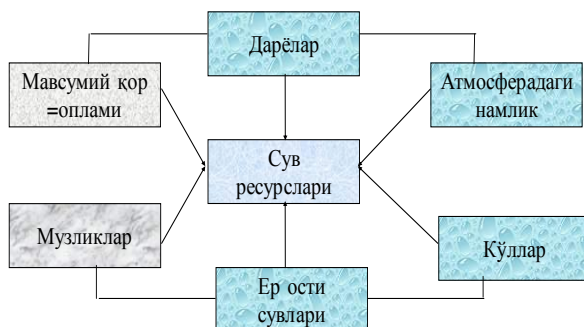 Дарёлар
Мавсумий қор
=оплами
Атмосферадаги
намлик
Сув
ресурслари
Музликлар
Кўллар
Ер ости
сувлари